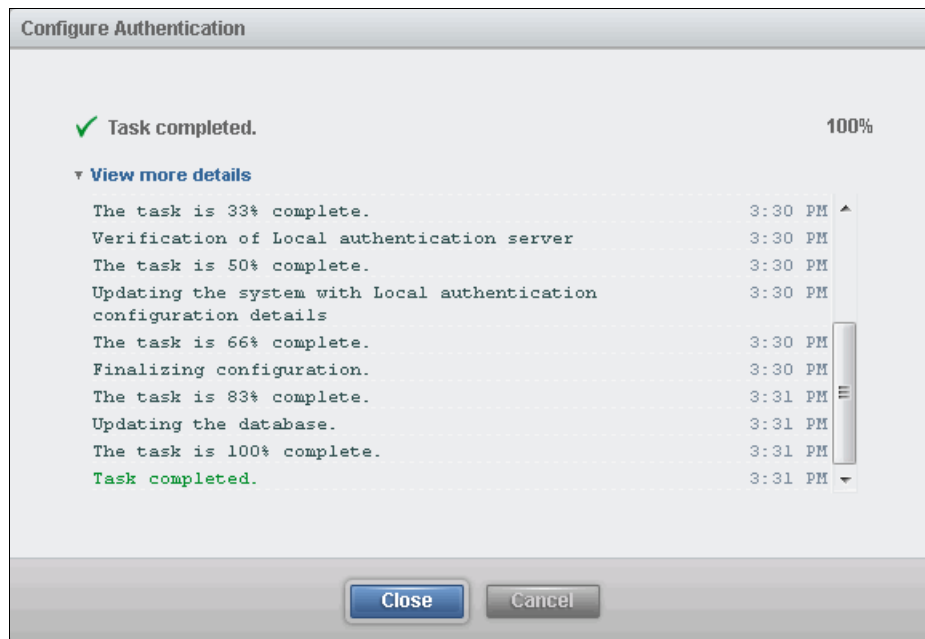 Configure Authentication
Task completed. 100%
View more details
The task is 33% complete. 3:30 PM
Verification of Local authentication server 3:30 PM
The task is 50% complete. 3:30 PM
Updating the system with Local authentication 3:30 PM
configuration details
The task is 66% complete. 3:30 PM
Finalizing configuration. 3:30 PM
The task is 83% complete. 3:31 PM
Updating the database. 3:31 PM
The task is 100% complete. 3:31 PM
Task completed. 3:31 PM
Close Cancel